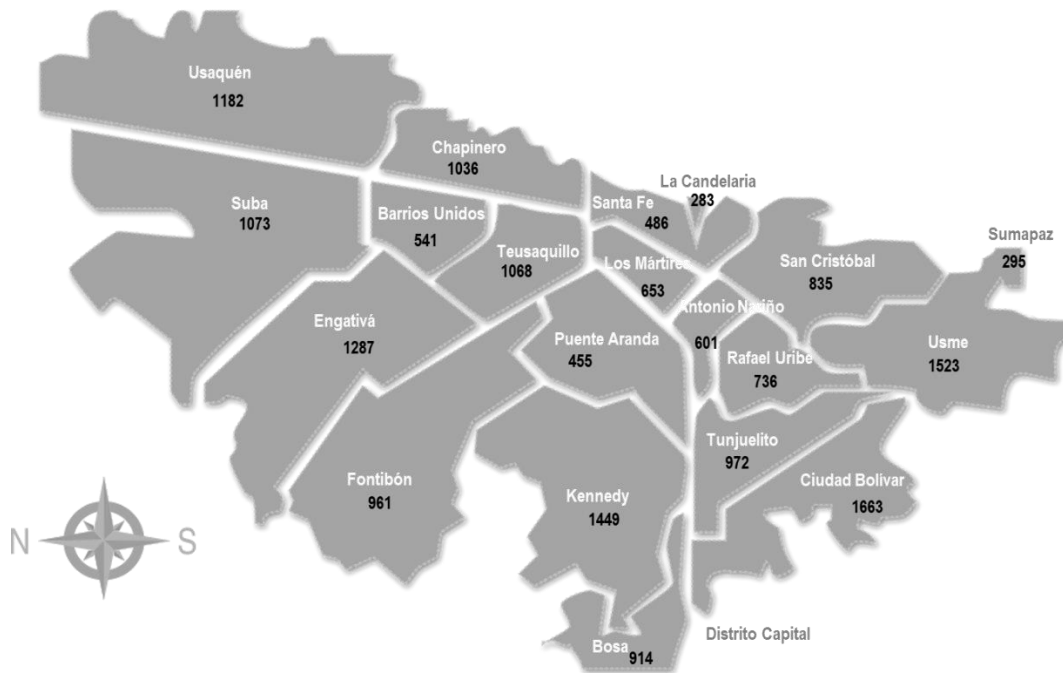 Usaquén
1182
Chapinero
1036
La Candelaria
283
Santa Fe
486
Suba
1073
Barrios Unidos
541
Teusaquillo
1068
Los Mártires
653
San Cristóbal
835
Sumapaz
295
Antonio Nariño
601
Engativá
1287
Puente Aranda
455
Rafael Uribe
736
Usme
1523
Tunjuelito
972
Fontibón
961
Kennedy
1449
Ciudad Bolívar
1663
N
S
Bosa
914
Distrito Capital